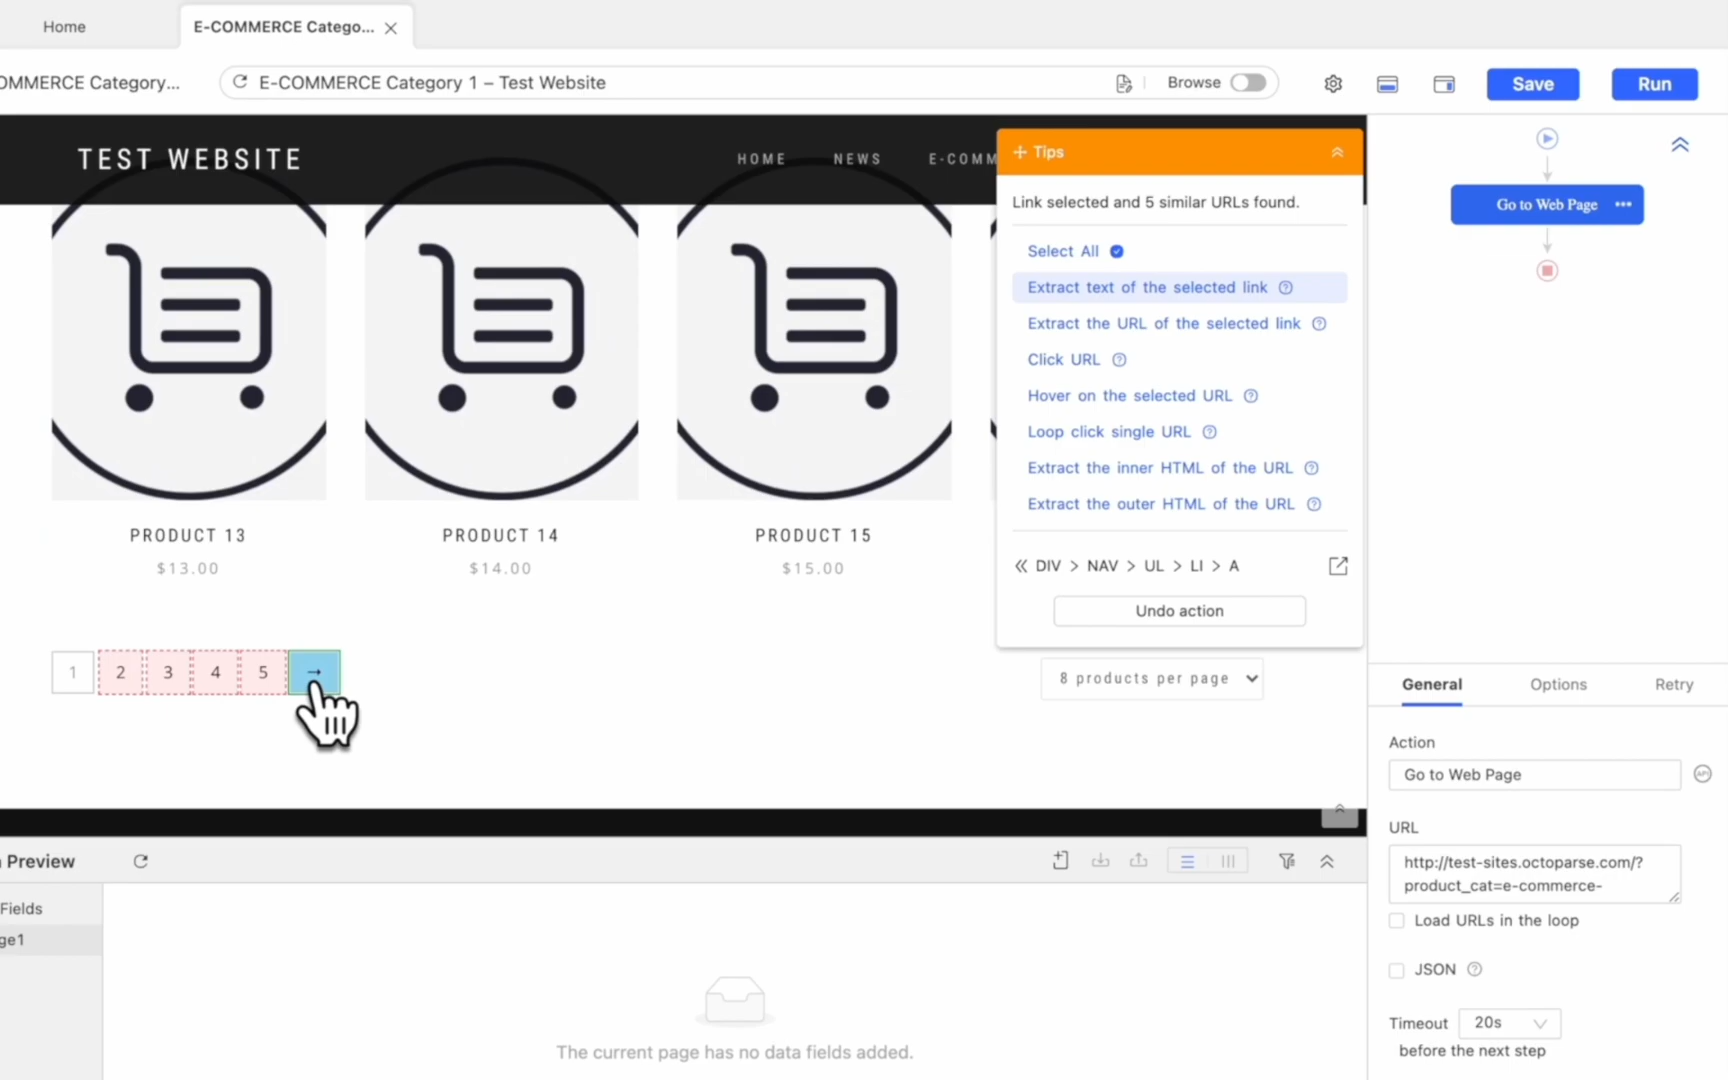 Home
E-COMMERCE Catego...
OMMERCE Category...
E-COMMERCE Category 1 – Test Website
Browse
Save
Run
TEST WEBSITE
HOME
NEWS
E-COMM
Tips
Link selected and 5 similar URLs found.
Select All
Extract text of the selected link
Extract the URL of the selected link
Click URL
Hover on the selected URL
Loop click single URL
Extract the inner HTML of the URL
Extract the outer HTML of the URL
« DIV > NAV > UL > LI > A
Undo action
Go to Web Page
PRODUCT 13
$13.00
PRODUCT 14
$14.00
PRODUCT 15
$15.00
1 2 3 4 5 →
8 products per page
General
Options
Retry
Action
Go to Web Page
API
URL
http://test-sites.octoparse.com/?
product_cat=e-commerce-
Load URLs in the loop
JSON
Timeout 20s
before the next step
Preview
Fields
ge1
The current page has no data fields added.